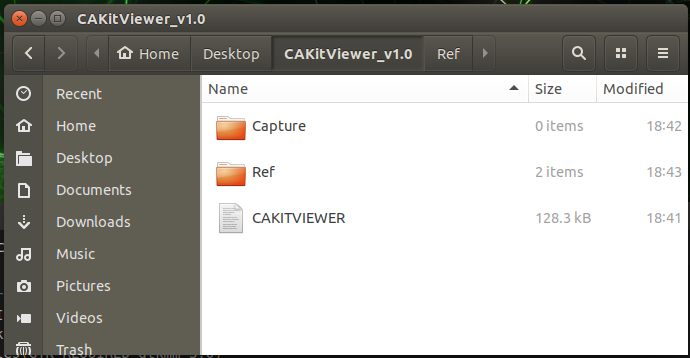 CAKitViewer_v1.0
Home Desktop CAKitViewer_v1.0 Ref
Name Size Modified
Recent
Home
Desktop
Documents
Downloads
Music
Pictures
Videos
Trash
Capture 0 items 18:42
Ref 2 items 18:43
CAKITVIEWER 128.3 kB 18:41